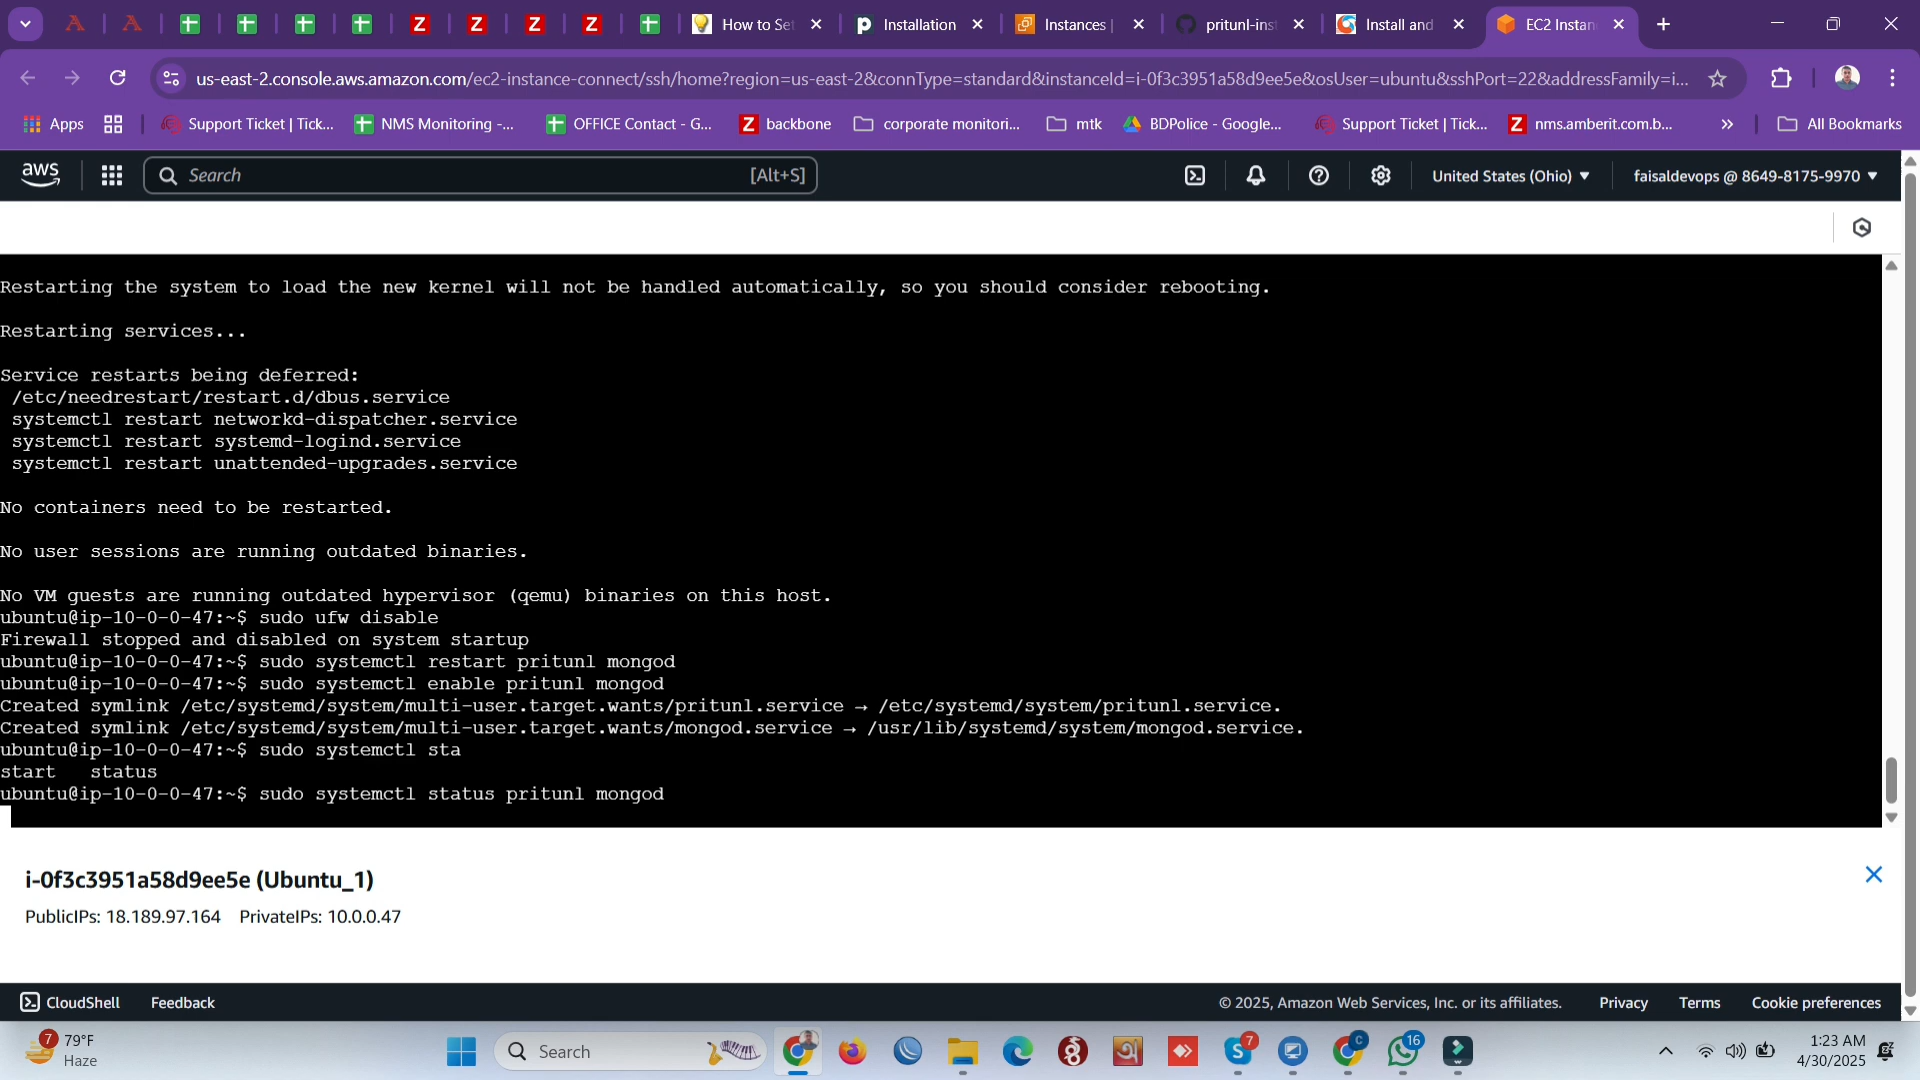 How to Se
Installation
Instances |
pritunl-inst
Install and
EC2 Instan
us-east-2.console.aws.amazon.com/ec2-instance-connect/ssh/home?region=us-east-2&connType=standard&instanceId=i-0f3c3951a58d9ee5e&osUser=ubuntu&sshPort=22&addressFamily=i...
Apps
Support Ticket | Tick...
NMS Monitoring -...
OFFICE Contact - G...
backbone
corporate monitori...
mtk
BDPolice - Google...
Support Ticket | Tick...
nms.amberit.com.b...
All Bookmarks
aws
Search
[Alt+S]
United States (Ohio)
faisaldevops @ 8649-8175-9970
Restarting the system to load the new kernel will not be handled automatically, so you should consider rebooting.
Restarting services...
Service restarts being deferred:
/etc/needrestart/restart.d/dbus.service
systemctl restart networkd-dispatcher.service
systemctl restart systemd-logind.service
systemctl restart unattended-upgrades.service
No containers need to be restarted.
No user sessions are running outdated binaries.
No VM guests are running outdated hypervisor (qemu) binaries on this host.
ubuntu@ip-10-0-0-47:~$ sudo ufw disable
Firewall stopped and disabled on system startup
ubuntu@ip-10-0-0-47:~$ sudo systemctl restart pritunl mongod
ubuntu@ip-10-0-0-47:~$ sudo systemctl enable pritunl mongod
Created symlink /etc/systemd/system/multi-user.target.wants/pritunl.service → /etc/systemd/system/pritunl.service.
Created symlink /etc/systemd/system/multi-user.target.wants/mongod.service → /usr/lib/systemd/system/mongod.service.
ubuntu@ip-10-0-0-47:~$ sudo systemctl sta
start status
ubuntu@ip-10-0-0-47:~$ sudo systemctl status pritunl mongod
i-0f3c3951a58d9ee5e (Ubuntu_1)
PublicIPs: 18.189.97.164 PrivateIPs: 10.0.0.47
CloudShell
Feedback
© 2025, Amazon Web Services, Inc. or its affiliates.
Privacy
Terms
Cookie preferences
7
79°F
Haze
Search
7
16
1:23 AM
4/30/2025